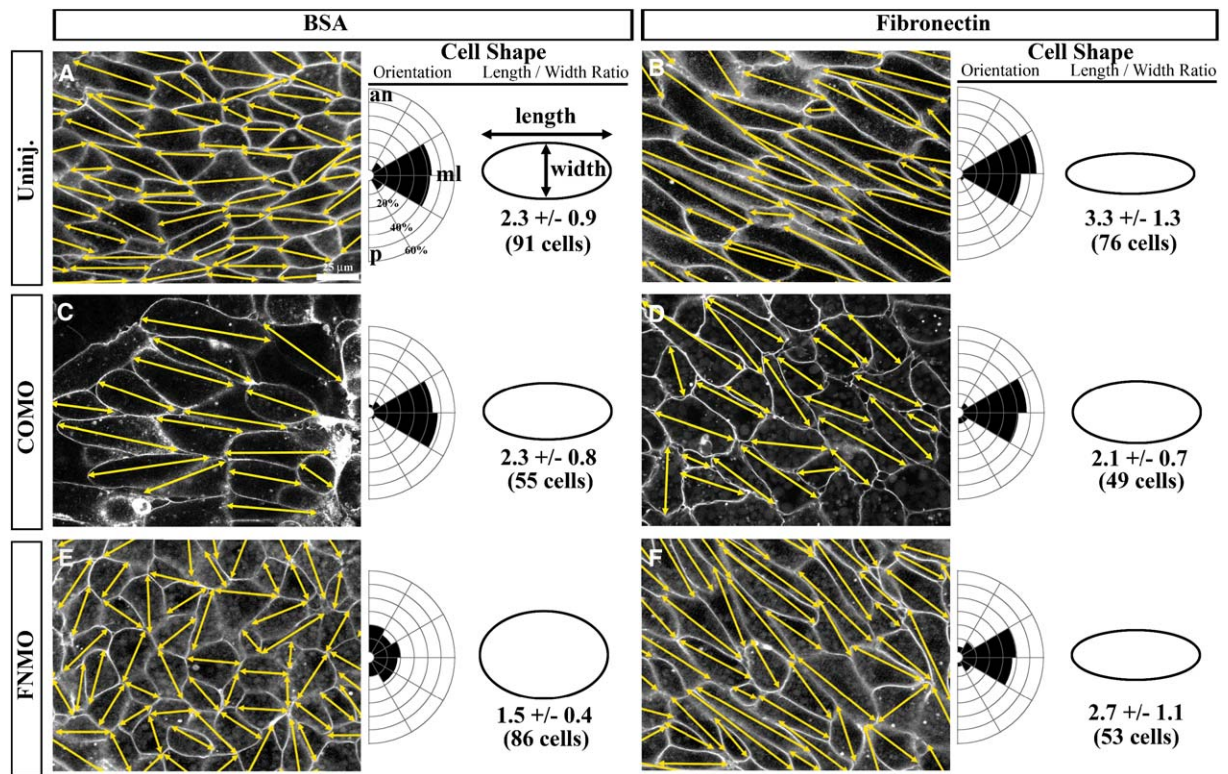 BSA
Fibronectin
Cell Shape
Orientation Length / Width Ratio
Cell Shape
Orientation Length / Width Ratio
Uninj.
A
an
ml
p
20%
40%
60%
length
width
25 μm
2.3 +/- 0.9
(91 cells)
B
3.3 +/- 1.3
(76 cells)
COMO
C
2.3 +/- 0.8
(55 cells)
D
2.1 +/- 0.7
(49 cells)
FNMO
E
1.5 +/- 0.4
(86 cells)
F
2.7 +/- 1.1
(53 cells)